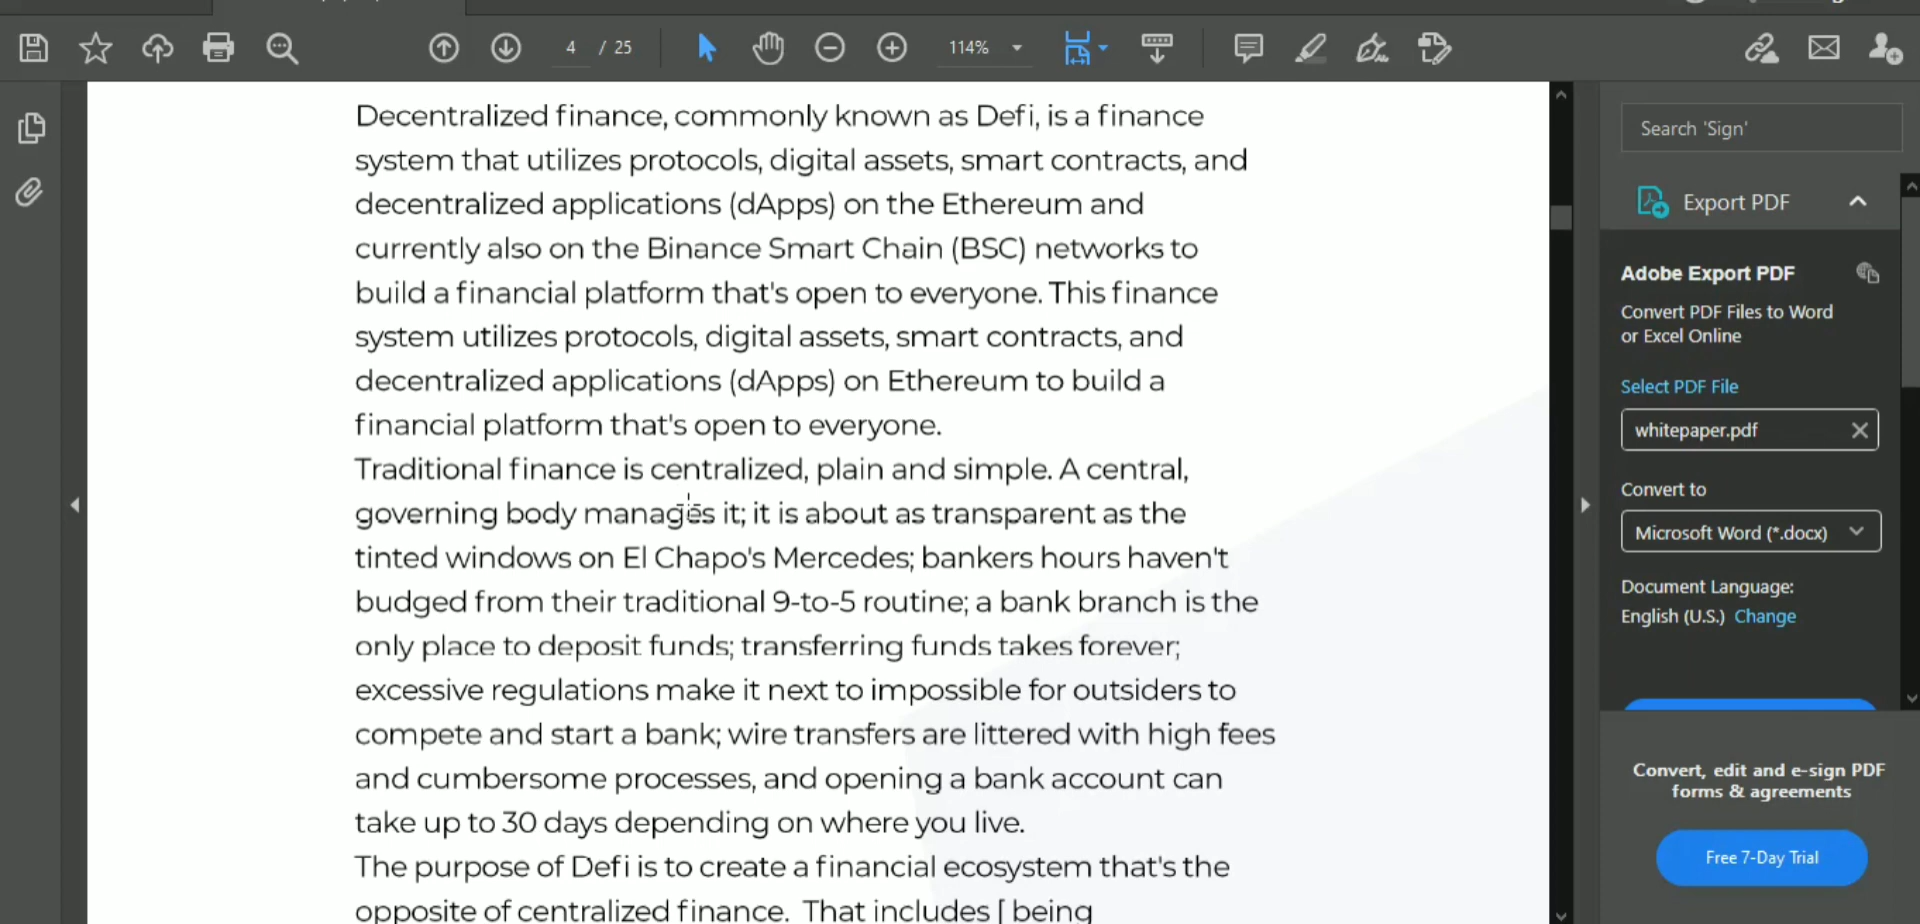 4 / 25
114%
Decentralized finance, commonly known as Defi, is a finance
system that utilizes protocols, digital assets, smart contracts, and
decentralized applications (dApps) on the Ethereum and
currently also on the Binance Smart Chain (BSC) networks to
build a financial platform that's open to everyone. This finance
system utilizes protocols, digital assets, smart contracts, and
decentralized applications (dApps) on Ethereum to build a
financial platform that's open to everyone.
Traditional finance is centralized, plain and simple. A central,
governing body manages it; it is about as transparent as the
tinted windows on El Chapo's Mercedes; bankers hours haven't
budged from their traditional 9-to-5 routine; a bank branch is the
only place to deposit funds; transferring funds takes forever;
excessive regulations make it next to impossible for outsiders to
compete and start a bank; wire transfers are littered with high fees
and cumbersome processes, and opening a bank account can
take up to 30 days depending on where you live.
The purpose of Defi is to create a financial ecosystem that's the
opposite of centralized finance. That includes [ being
Search 'Sign'
Export PDF
Adobe Export PDF
Convert PDF Files to Word
or Excel Online
Select PDF File
whitepaper.pdf
Convert to
Microsoft Word (*.docx)
Document Language:
English (U.S.) Change
Convert, edit and e-sign PDF
forms & agreements
Free 7-Day Trial